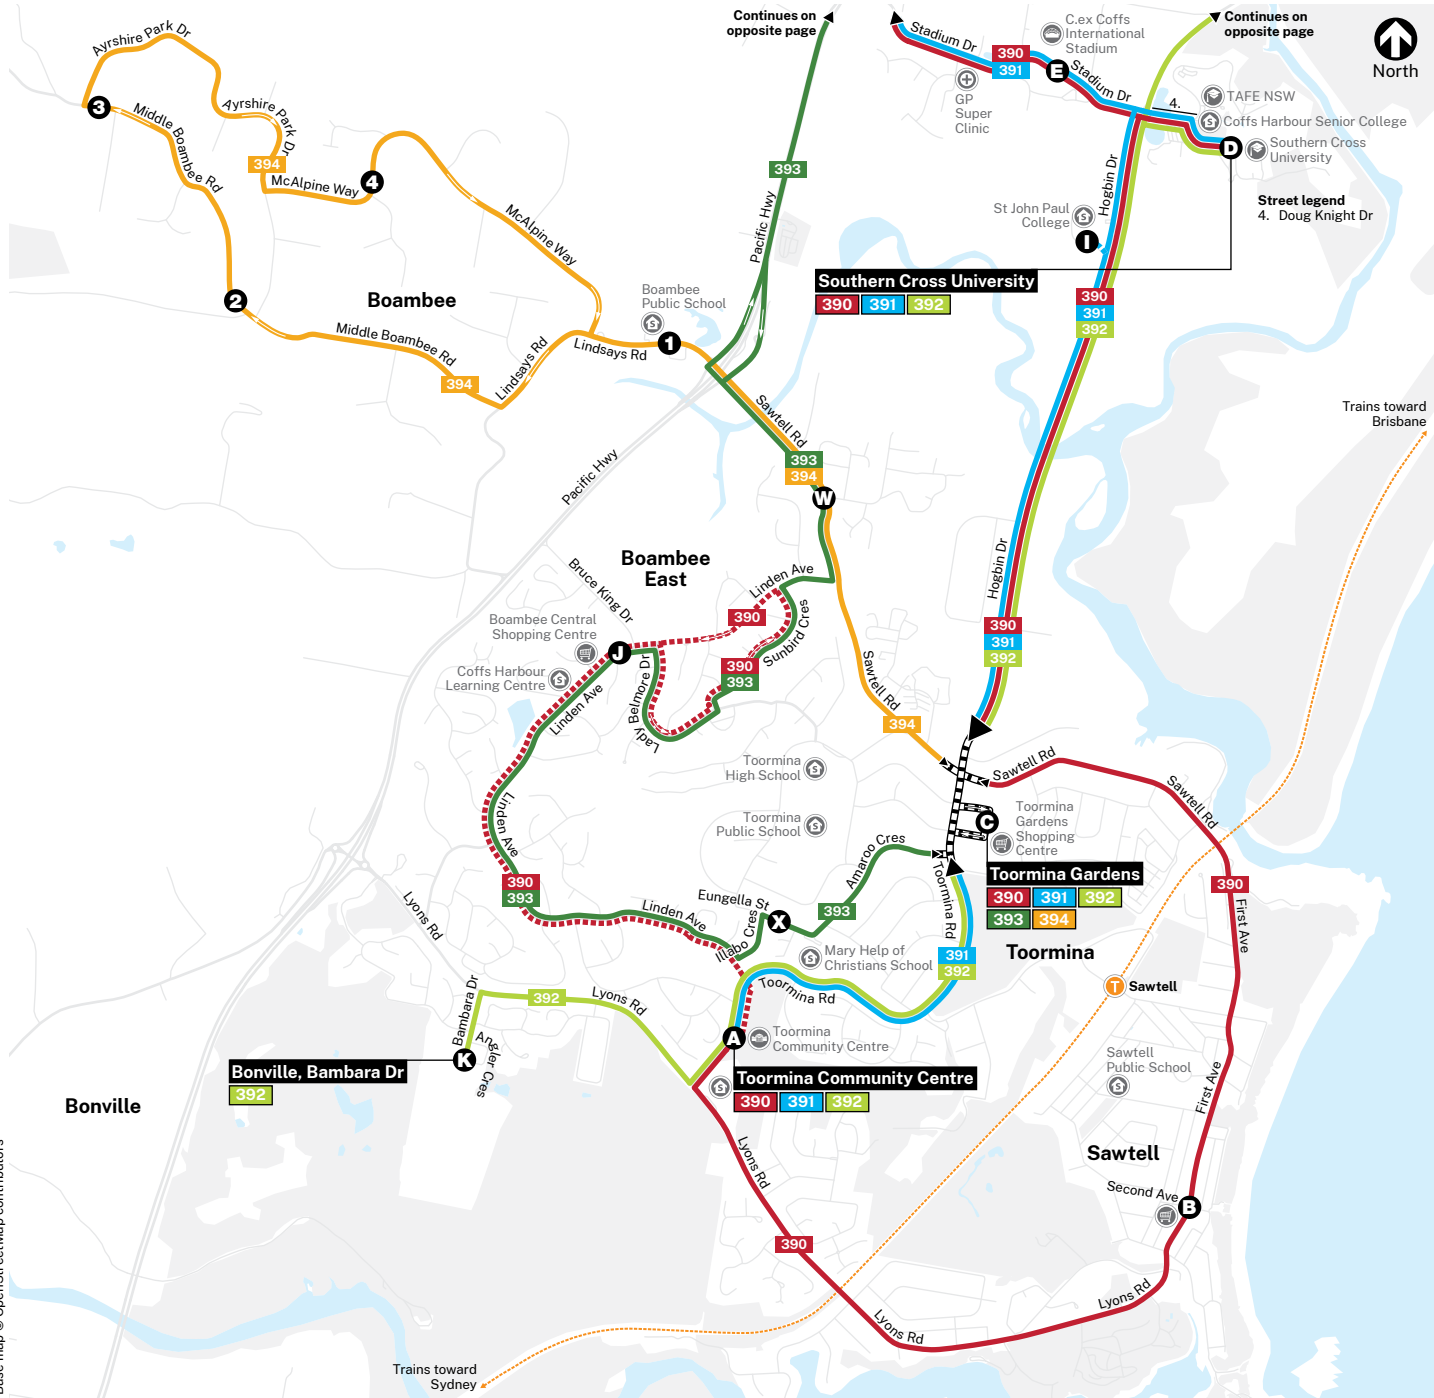 Continues on
opposite page
Continues on
opposite page
North
Ayrshire Park Dr
Ayrshire Park Dr
3
Middle Boambee Rd
394
McAlpine Way
4
McAlpine Way
2
Boambee
Middle Boambee Rd
394
Lindsays Rd
Lindsays Rd
Boambee
Public School
1
393
Pacific Hwy
Stadium Dr
390
391
E
C.ex Coffs
International
Stadium
Stadium Dr
GP
Super
Clinic
4.
TAFE NSW
Coffs Harbour Senior College
D
Southern Cross
University
Street legend
4. Doug Knight Dr
Hogbin Dr
St John Paul
College
I
Southern Cross University
390 391 392
390
391
392
Trains toward
Brisbane
Sawtell Rd
393
394
W
Pacific Hwy
Boambee
East
Bruce King Dr
Linden Ave
390
Sunbird Cres
Boambee Central
Shopping Centre
J
Coffs Harbour
Learning Centre
Linden Ave
Lady Belmore Dr
390
393
Hogbin Dr
390
391
392
Sawtell Rd
394
Sawtell Rd
Sawtell Rd
Toormina
High School
Toormina
Public School
Toormina
Gardens
Shopping
Centre
C
Toormina Gardens
390 391 392
393 394
Toormina
Linden Ave
390
393
Amaroo Cres
Toormina Rd
390
First Ave
Lyons Rd
Linden Ave
Eungella St
X
393
Illabo Cres
Mary Help of
Christians School
391
392
Toormina Rd
Sawtell
T
Bambara Dr
392
Lyons Rd
Angler Cres
K
A
Toormina
Community Centre
Bonville, Bambara Dr
392
Toormina Community Centre
390 391 392
Sawtell
Public School
First Ave
Bonville
Lyons Rd
Sawtell
Second Ave
B
390
Lyons Rd
Lyons Rd
Trains toward
Sydney
Base map © OpenStreetMap contributors